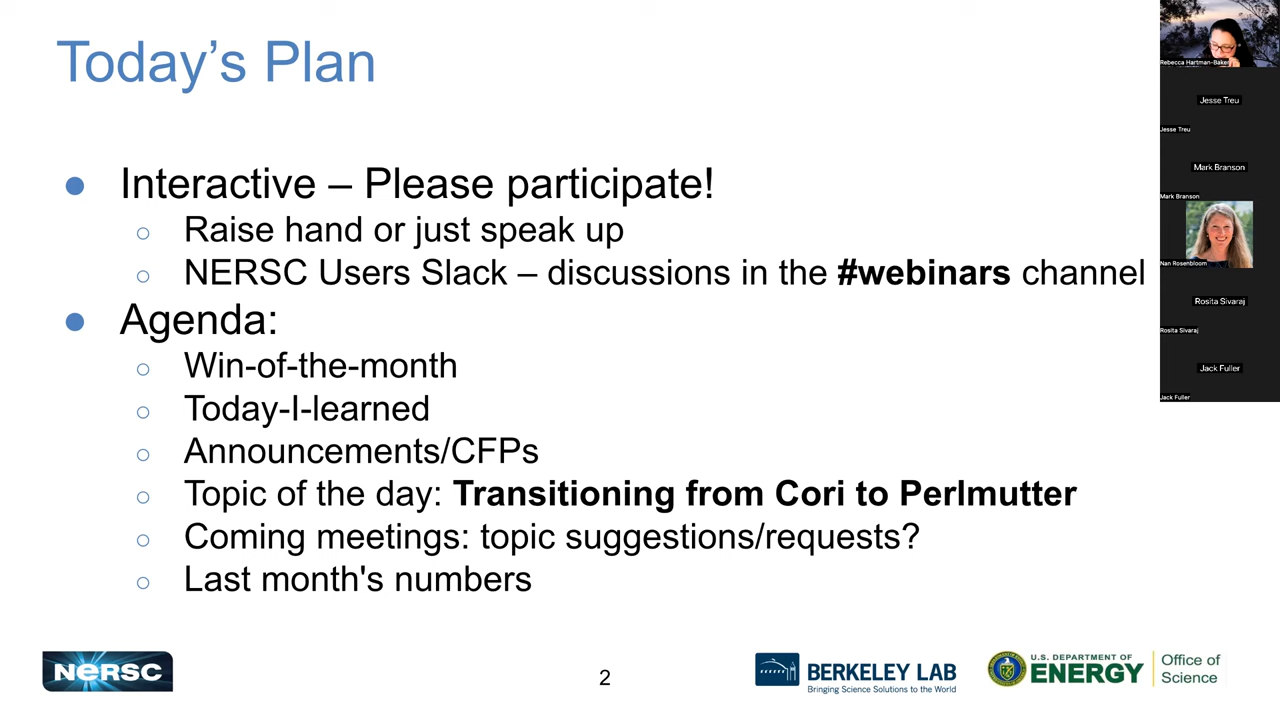 Today's Plan
Interactive – Please participate!
Raise hand or just speak up
NERSC Users Slack – discussions in the #webinars channel
Agenda:
Win-of-the-month
Today-I-learned
Announcements/CFPs
Topic of the day: Transitioning from Cori to Perlmutter
Coming meetings: topic suggestions/requests?
Last month's numbers
NERSC
2
BERKELEY LAB
Bringing Science Solutions to the World
U.S. DEPARTMENT OF
ENERGY
Office of
Science
Rebecca Hartman-Baker
Jesse Treu
Jesse Treu
Mark Branson
Mark Branson
Nan Rosenbloom
Rosita Sivaraj
Rosita Sivaraj
Jack Fuller
Jack Fuller